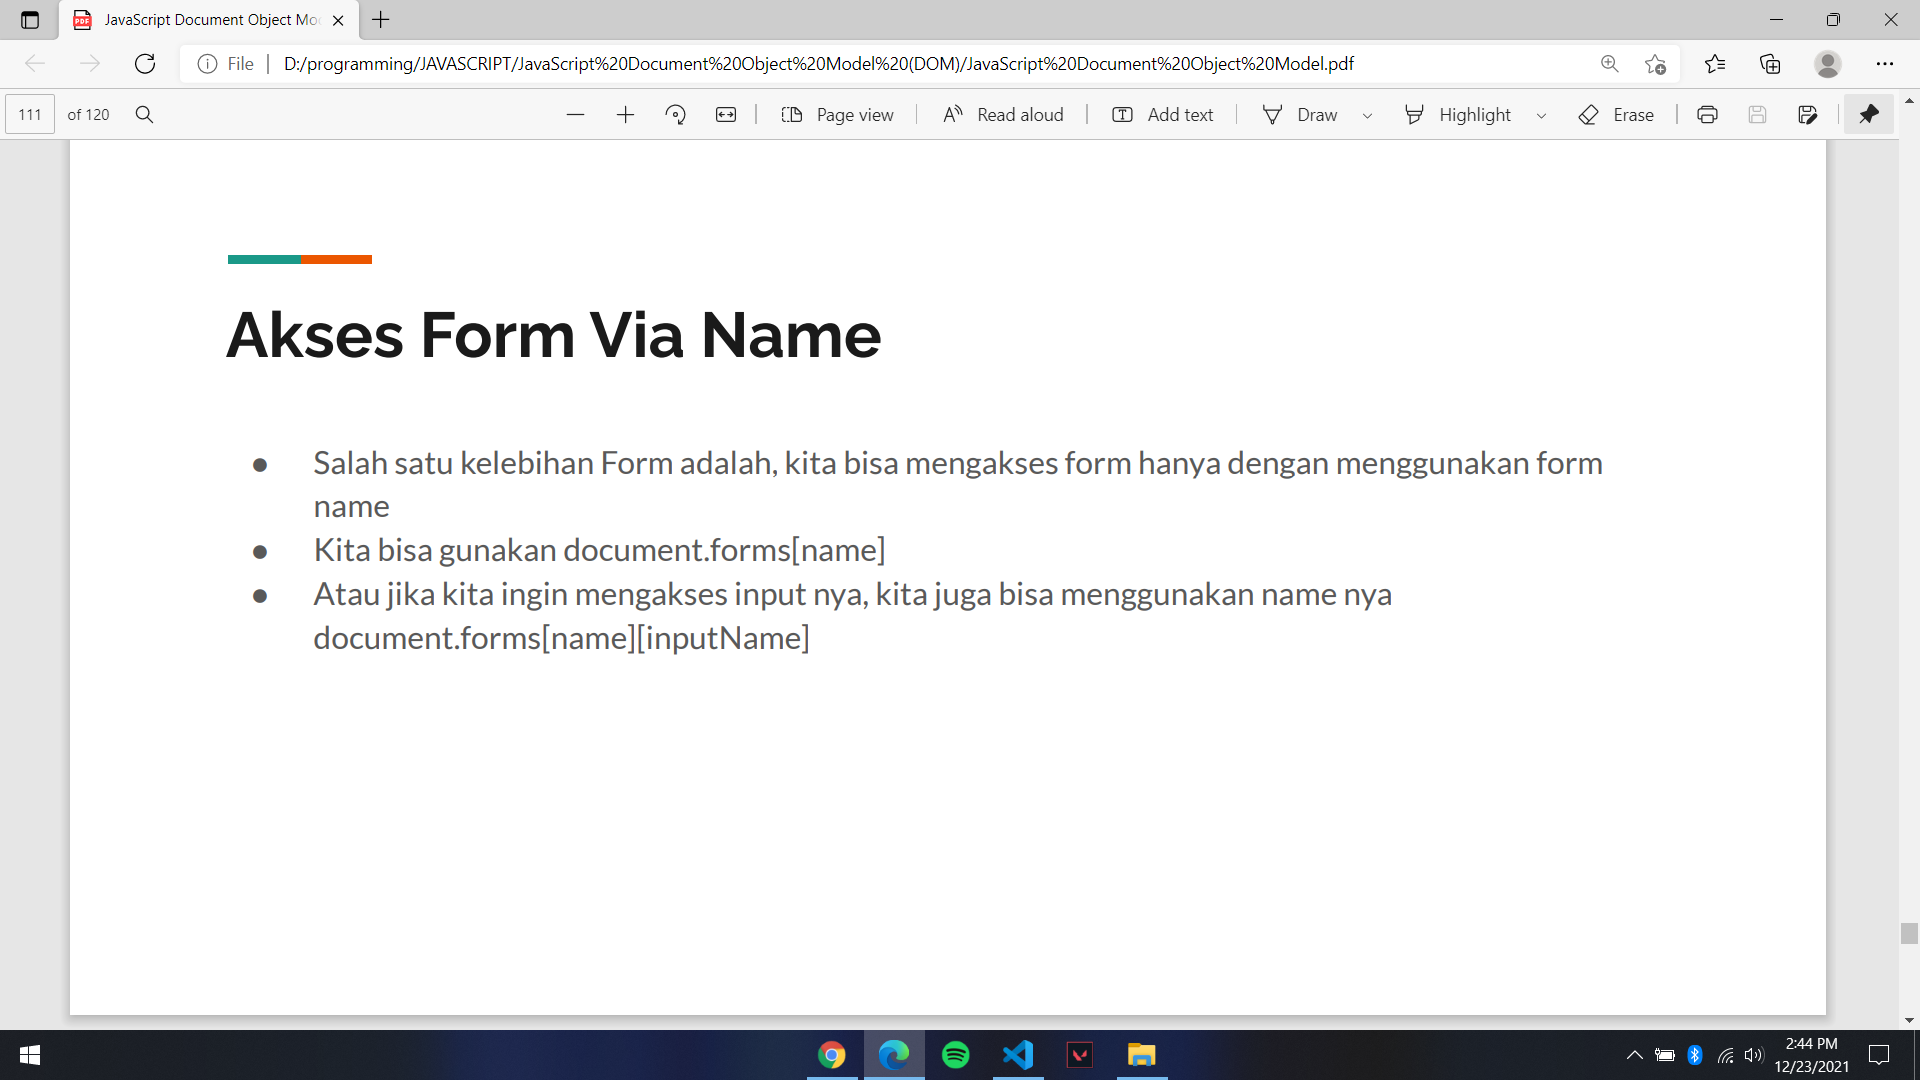 JavaScript Document Object Mo
File
D:/programming/JAVASCRIPT/JavaScript%20Document%20Object%20Model%20(DOM)/JavaScript%20Document%20Object%20Model.pdf
111 of 120
Page view
Read aloud
Add text
Draw
Highlight
Erase
Akses Form Via Name
● Salah satu kelebihan Form adalah, kita bisa mengakses form hanya dengan menggunakan form
name
● Kita bisa gunakan document.forms[name]
● Atau jika kita ingin mengakses input nya, kita juga bisa menggunakan name nya
document.forms[name][inputName]
2:44 PM
12/23/2021